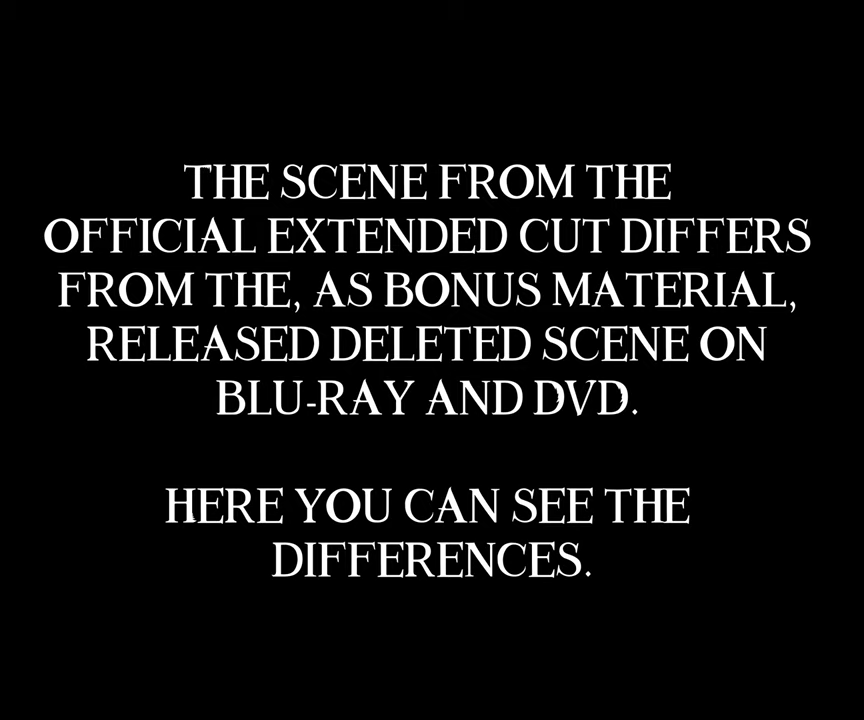 THE SCENE FROM THE
OFFICIAL EXTENDED CUT DIFFERS
FROM THE, AS BONUS MATERIAL,
RELEASED DELETED SCENE ON
BLU-RAY AND DVD.
HERE YOU CAN SEE THE
DIFFERENCES.